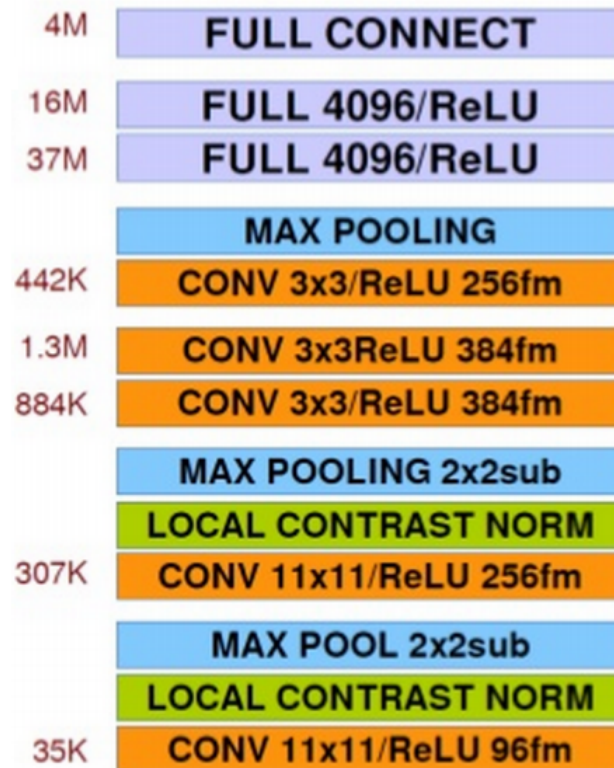 4M FULL CONNECT
16M FULL 4096/ReLU
37M FULL 4096/ReLU
MAX POOLING
442K CONV 3x3/ReLU 256fm
1.3M CONV 3x3ReLU 384fm
884K CONV 3x3/ReLU 384fm
MAX POOLING 2x2sub
LOCAL CONTRAST NORM
307K CONV 11x11/ReLU 256fm
MAX POOL 2x2sub
LOCAL CONTRAST NORM
35K CONV 11x11/ReLU 96fm